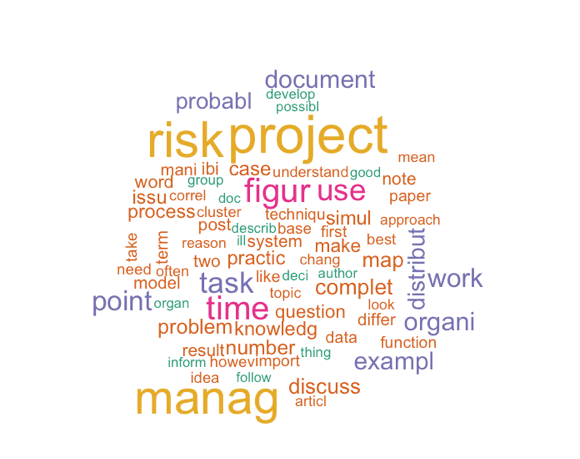 document
develop
probabl
possibl
risk project
mean
mani ibi case understand good
word group figur use note
issu correl doc paper
process cluster techniqu simul approach
post describ base first
take term reason ill system make best distribut
two practic chang map
need often like deci author
model task complet work
point organ topic look
time question differ organi
problem knowledg data
result number thing function
inform howev import exampl
idea follow
manag discuss
articl